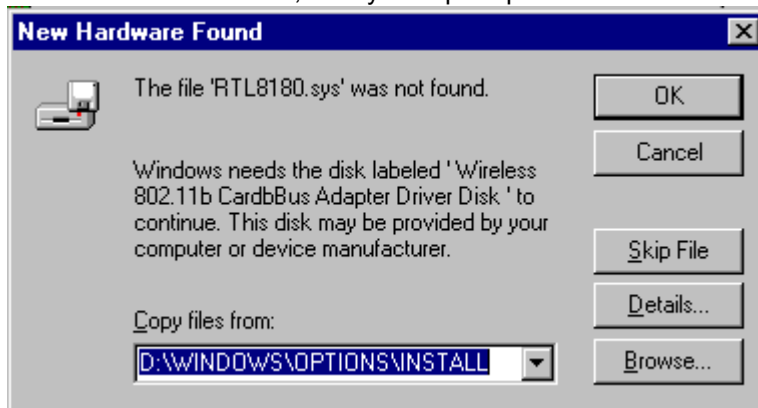 New Hardware Found
The file 'RTL8180.sys' was not found.
OK
Cancel
Windows needs the disk labeled ' Wireless
802.11b CardbBus Adapter Driver Disk ' to
continue. This disk may be provided by your
computer or device manufacturer.
Skip File
Details...
Copy files from:
D:\WINDOWS\OPTIONS\INSTALL
Browse...